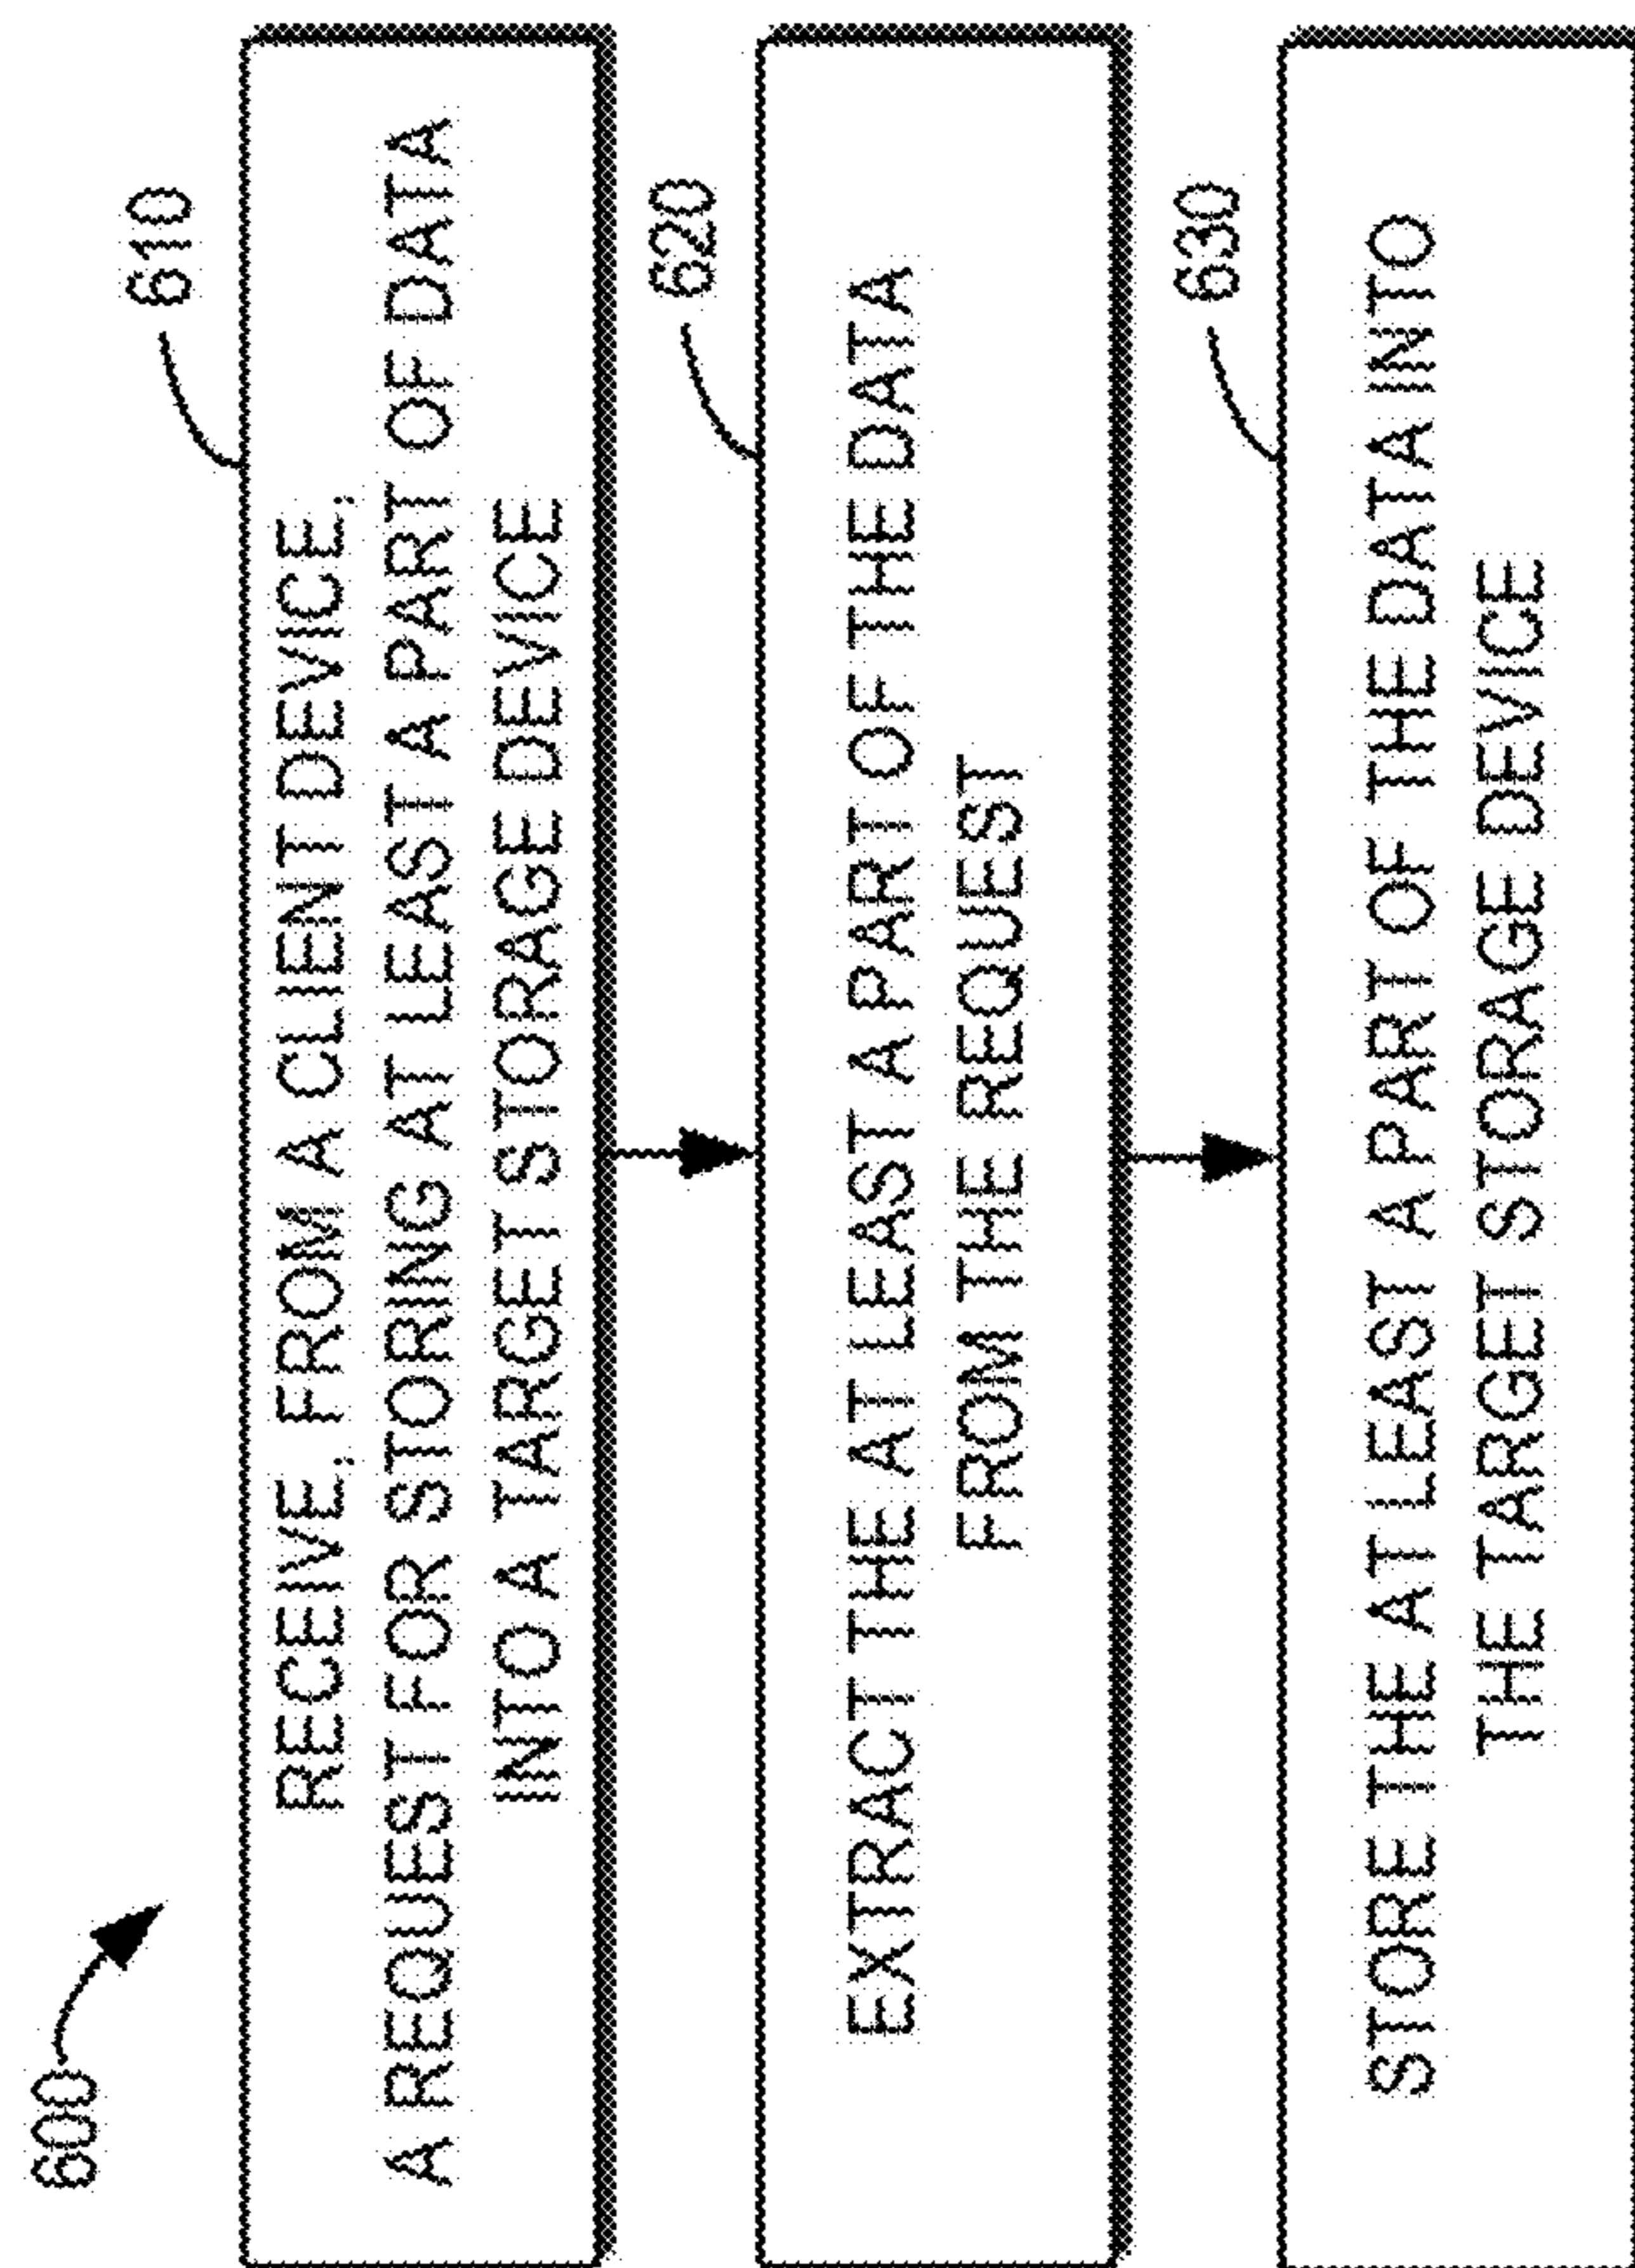 600
610
RECEIVE, FROM A CLIENT DEVICE,
A REQUEST FOR STORING AT LEAST A PART OF DATA
INTO A TARGET STORAGE DEVICE
620
EXTRACT THE AT LEAST A PART OF THE DATA
FROM THE REQUEST
630
STORE THE AT LEAST A PART OF THE DATA INTO
THE TARGET STORAGE DEVICE